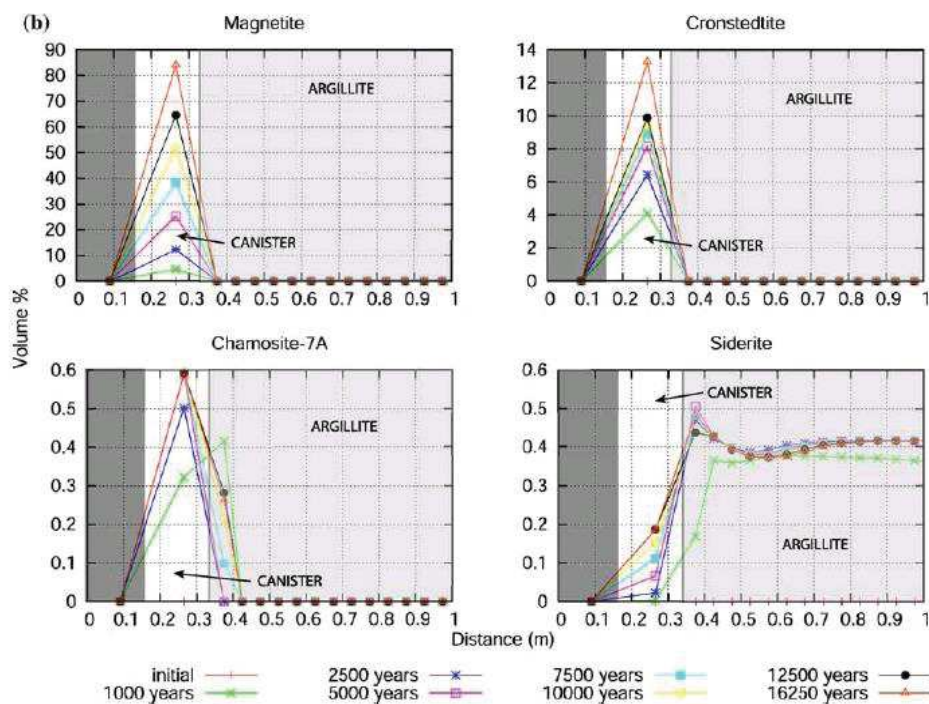 (b)
Magnetite
90
80
70
60
50
40
30
20
10
0
ARGILLITE
CANISTER
0 0.1 0.2 0.3 0.4 0.5 0.6 0.7 0.8 0.9 1
Cronstedtite
14
12
10
8
6
4
2
0
ARGILLITE
CANISTER
0 0.1 0.2 0.3 0.4 0.5 0.6 0.7 0.8 0.9 1
Volume %
Chamosite-7A
0.6
0.5
0.4
0.3
0.2
0.1
0
ARGILLITE
CANISTER
0 0.1 0.2 0.3 0.4 0.5 0.6 0.7 0.8 0.9 1
Siderite
0.6
0.5
0.4
0.3
0.2
0.1
0
CANISTER
ARGILLITE
0 0.1 0.2 0.3 0.4 0.5 0.6 0.7 0.8 0.9 1
Distance (m)
initial 2500 years 7500 years 12500 years
1000 years 5000 years 10000 years 16250 years